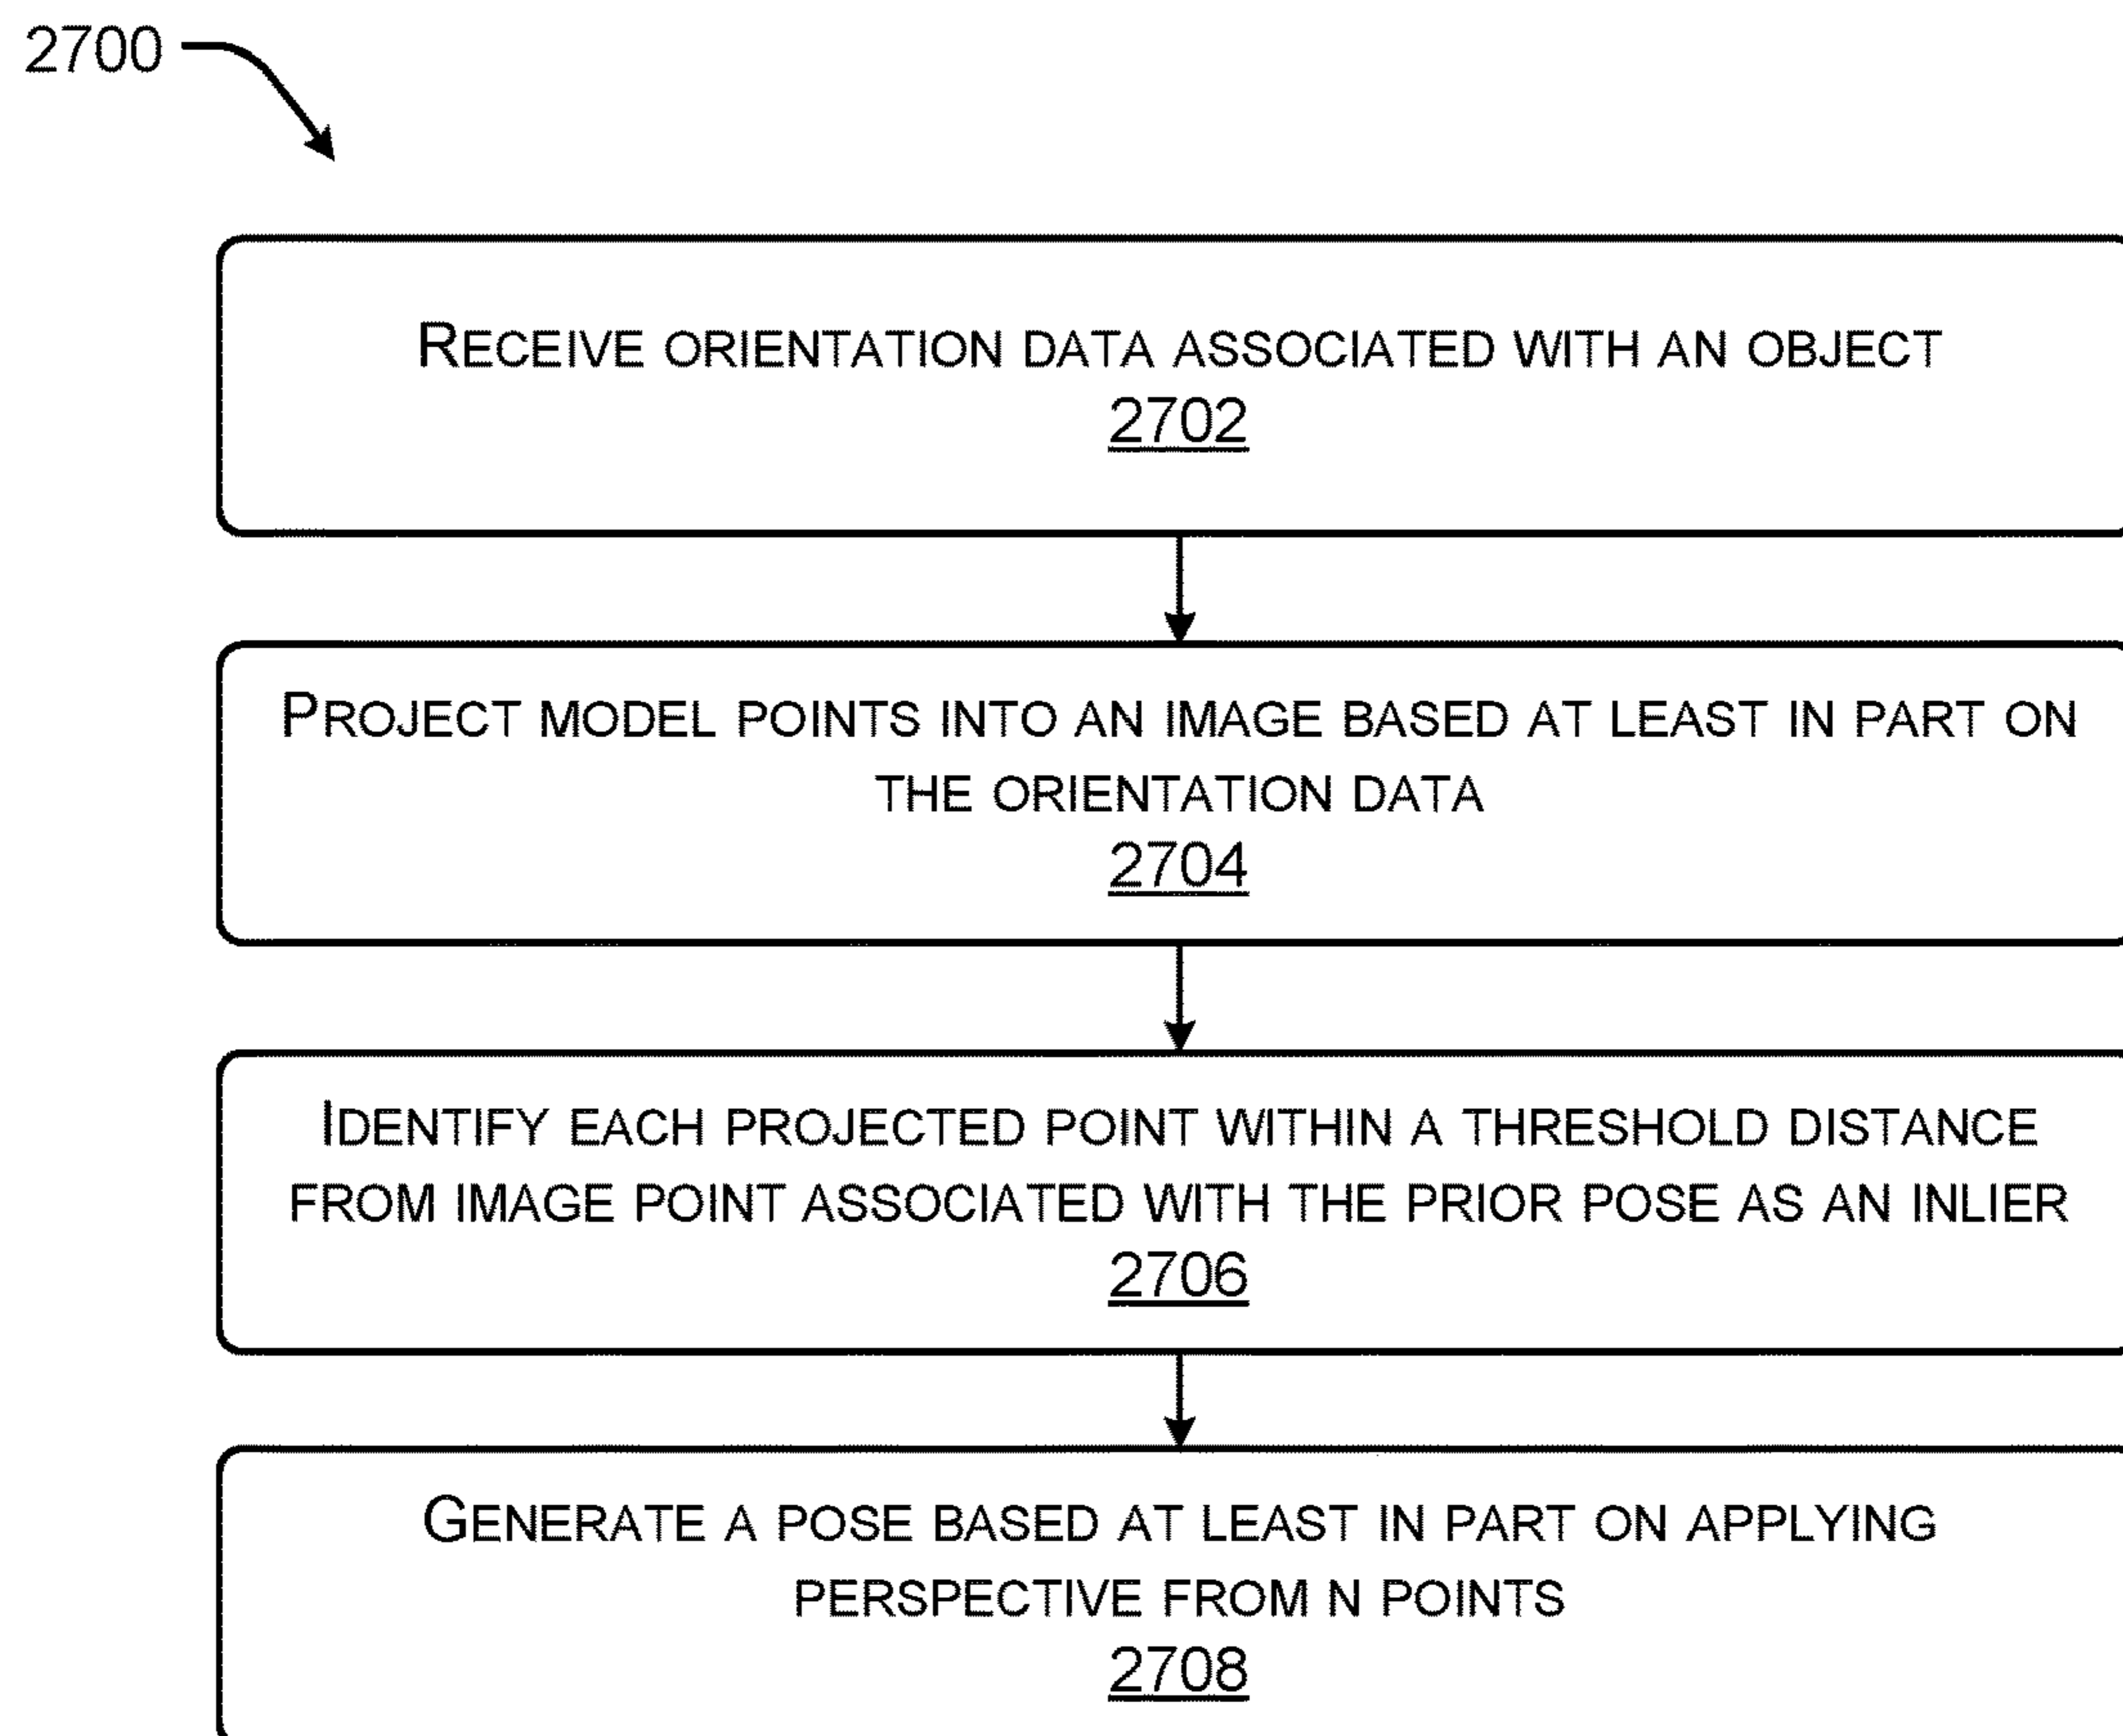 2700
RECEIVE ORIENTATION DATA ASSOCIATED WITH AN OBJECT
2702
PROJECT MODEL POINTS INTO AN IMAGE BASED AT LEAST IN PART ON
THE ORIENTATION DATA
2704
IDENTIFY EACH PROJECTED POINT WITHIN A THRESHOLD DISTANCE
FROM IMAGE POINT ASSOCIATED WITH THE PRIOR POSE AS AN INLIER
2706
GENERATE A POSE BASED AT LEAST IN PART ON APPLYING
PERSPECTIVE FROM N POINTS
2708